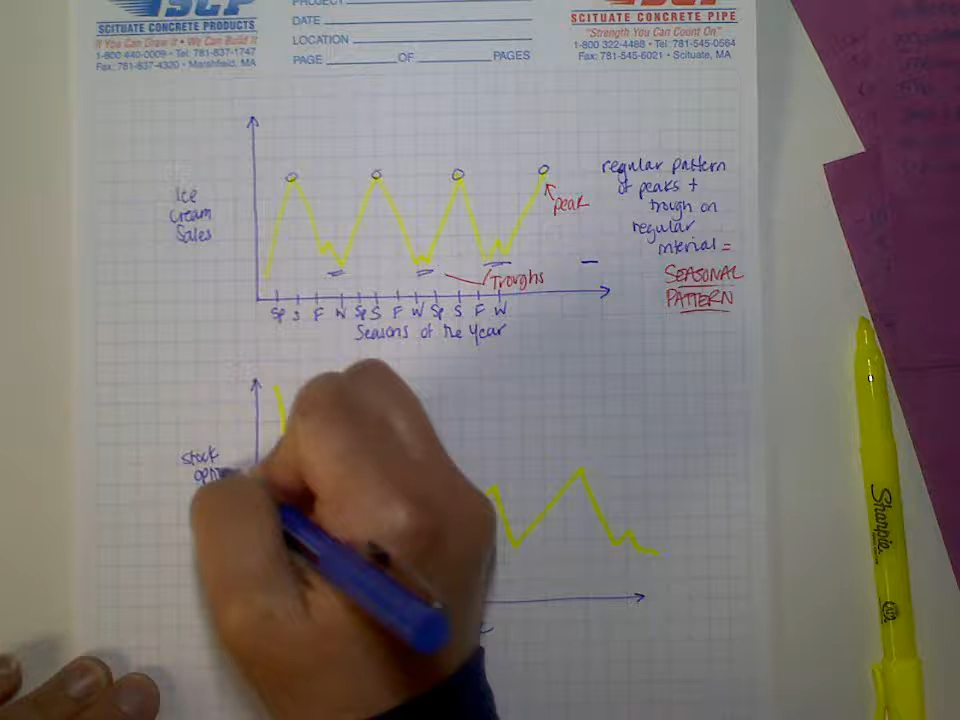 SCP
SCITUATE CONCRETE PRODUCTS
If You Can Draw It • We Can Build It
1-800 440-0009 • Tel: 781-837-1747
Fax: 781-837-4320 • Marshfield, MA
PROJECT
DATE
LOCATION
PAGE OF PAGES
SCP
SCITUATE CONCRETE PIPE
"Strength You Can Count On"
1-800 322-4488 • Tel: 781-545-0564
Fax: 781-545-6021 • Scituate, MA
Ice
Cream
Sales
peak
Troughs
Sp S F W Sp S F W Sp S F W
Seasons of the Year
regular pattern
of peaks +
trough on
regular
interval =
SEASONAL
PATTERN
stock
Sharpie